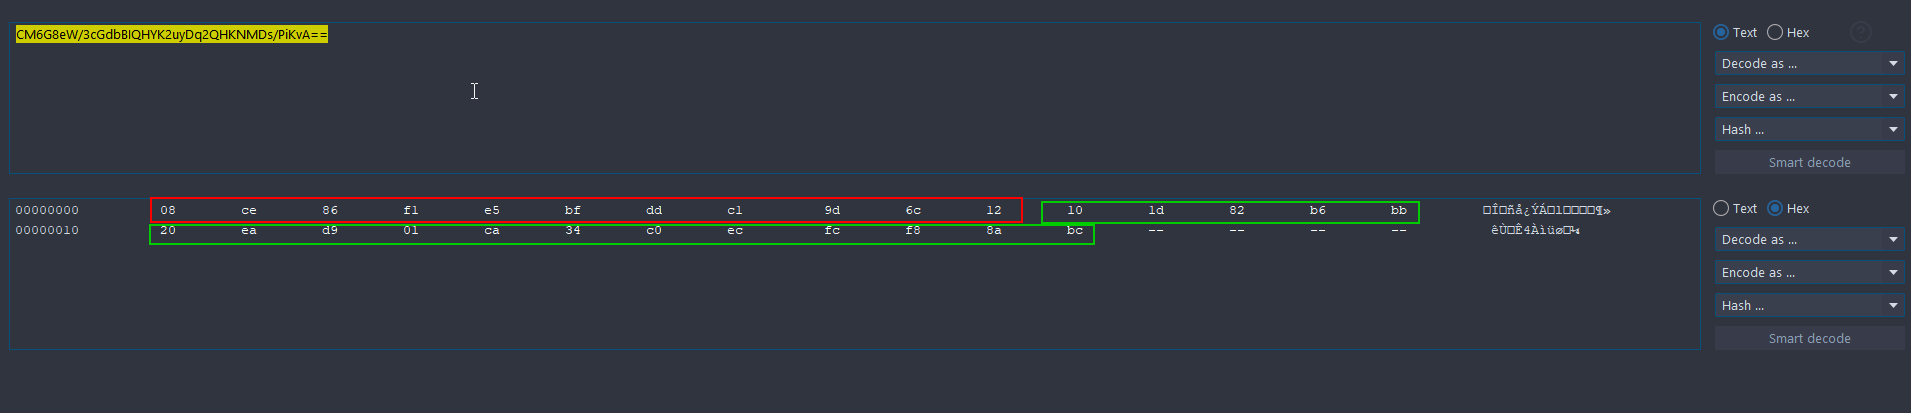 CM6G8eW/3cGdbBIQHYK2uyDq2QHKNMDs/PiKvA==
Text Hex ?
Decode as ...
Encode as ...
Hash ...
Smart decode
00000000 08 ce 86 f1 e5 bf dd c1 9d 6c 12 10 1d 82 b6 bb □Î□ñå¿ÝÁ□l□□□□¶»
00000010 20 ea d9 01 ca 34 c0 ec fc f8 8a bc -- -- -- -- êÙ□Ê4Àìüø□¼
Text Hex
Decode as ...
Encode as ...
Hash ...
Smart decode